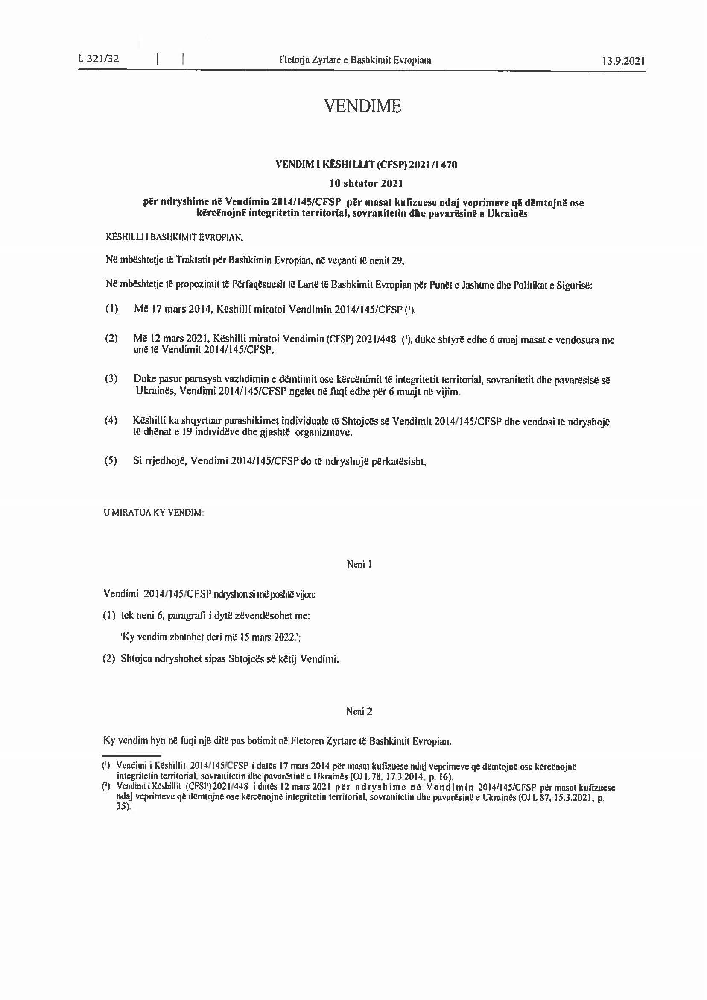 L 321/32 Fletorja Zyrtare e Bashkimit Evropiam 13.9.2021
VENDIME
VENDIM I KËSHILLIT (CFSP) 2021/1470
10 shtator 2021
për ndryshime në Vendimin 2014/145/CFSP për masat kufizuese ndaj veprimeve që dëmtojnë ose
kërcënojnë integritetin territorial, sovranitetin dhe pavarësinë e Ukrainës
KËSHILLI I BASHKIMIT EVROPIAN,
Në mbështetje të Traktatit për Bashkimin Evropian, në veçanti të nenit 29,
Në mbështetje të propozimit të Përfaqësuesit të Lartë të Bashkimit Evropian për Punët e Jashtme dhe Politikat e Sigurisë:
(1) Më 17 mars 2014, Këshilli miratoi Vendimin 2014/145/CFSP (¹).
(2) Më 12 mars 2021, Këshilli miratoi Vendimin (CFSP) 2021/448 (²), duke shtyrë edhe 6 muaj masat e vendosura me
anë të Vendimit 2014/145/CFSP.
(3) Duke pasur parasysh vazhdimin e dëmtimit ose kërcënimit të integritetit territorial, sovranitetit dhe pavarësisë së
Ukrainës, Vendimi 2014/145/CFSP ngelet në fuqi edhe për 6 muajt në vijim.
(4) Këshilli ka shqyrtuar parashikimet individuale të Shtojcës së Vendimit 2014/145/CFSP dhe vendosi të ndryshojë
të dhënat e 19 individëve dhe gjashtë organizmave.
(5) Si rrjedhojë, Vendimi 2014/145/CFSP do të ndryshojë përkatësisht,
U MIRATUA KY VENDIM:
Neni 1
Vendimi 2014/145/CFSP ndryshon si më poshtë vijon:
(1) tek neni 6, paragrafi i dytë zëvendësohet me:
‘Ky vendim zbatohet deri më 15 mars 2022.’;
(2) Shtojca ndryshohet sipas Shtojcës së këtij Vendimi.
Neni 2
Ky vendim hyn në fuqi një ditë pas botimit në Fletoren Zyrtare të Bashkimit Evropian.
(¹) Vendimi i Këshillit 2014/145/CFSP i datës 17 mars 2014 për masat kufizuese ndaj veprimeve që dëmtojnë ose kërcënojnë
integritetin territorial, sovranitetin dhe pavarësinë e Ukrainës (OJ L 78, 17.3.2014, p. 16).
(²) Vendimi i Këshillit (CFSP)2021/448 i datës 12 mars 2021 për ndryshime në Vendimin 2014/145/CFSP për masat kufizuese
ndaj veprimeve që dëmtojnë ose kërcënojnë integritetin territorial, sovranitetin dhe pavarësinë e Ukrainës (OJ L 87, 15.3.2021, p.
35).